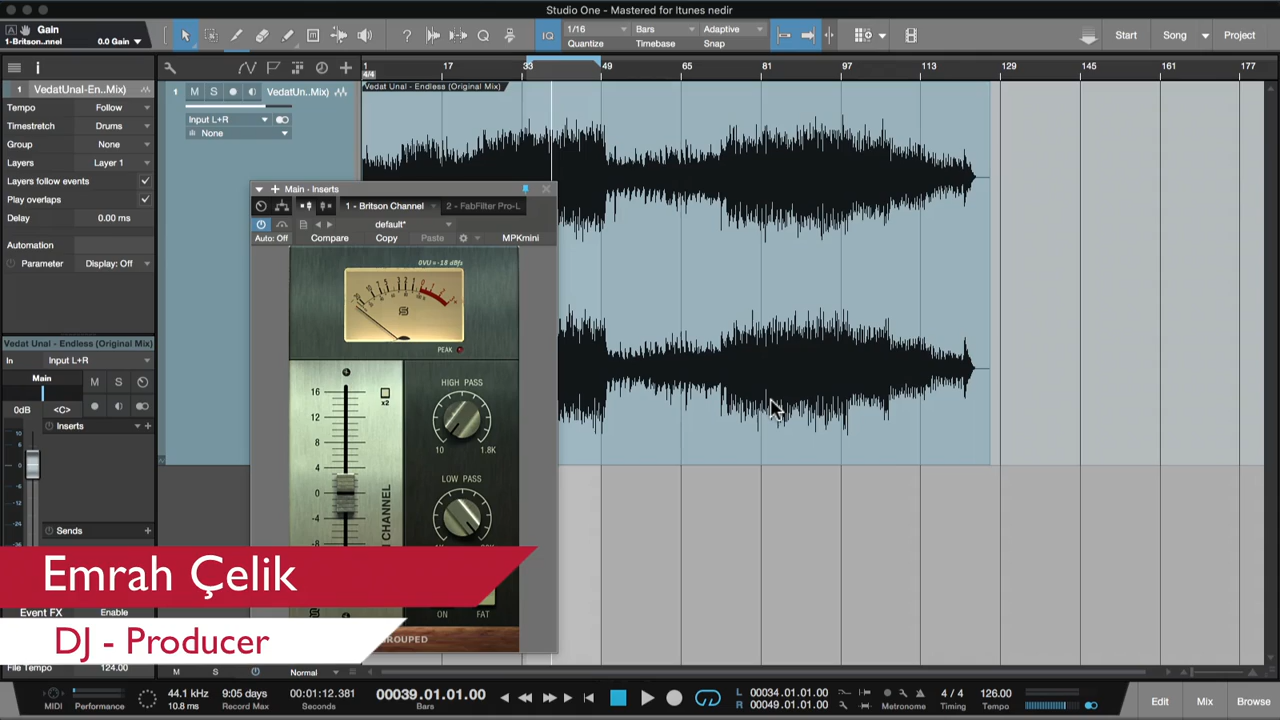 Studio One - Mastered for Itunes nedir
Gain
1-Britson...nnel 0.0 Gain
1/16 Bars Adaptive
IQ Quantize Timebase Snap
Start Song Project
1 17 33 49 65 81 97 113 129 145 161 177
4/4
VedatUnal-En..Mix)
Tempo: Follow
Timestretch: Drums
Group: None
Layers: Layer 1
Layers follow events
Play overlaps
Delay 0.00 ms
Automation
Parameter Display: Off
1 M S VedatUn..Mix)
Input L+R
None
Vedat Unal - Endless (Original Mix)
Main - Inserts
1 - Britson Channel 2 - FabFilter Pro-L
default*
Auto: Off Compare Copy Paste MPKmini
0VU = -18 dBfs
PEAK
x2
16
12
8
4
0
-4
-8
CHANNEL
HIGH PASS
10 1.8K
LOW PASS
ON FAT
GROUPED
Vedat Unal - Endless (Original Mix)
In Input L+R
Main M S
0dB <C>
Inserts
Sends
Emrah Çelik
Event FX Enable
DJ - Producer
File Tempo 124.00
M S Normal
MIDI Performance
44.1 kHz
10.8 ms
9:05 days
Record Max
00:01:12.381
Seconds
00039.01.01.00
Bars
L 00034.01.01.00
R 00049.01.01.00
Metronome
4 / 4
Timing
126.00
Tempo
Edit Mix Browse